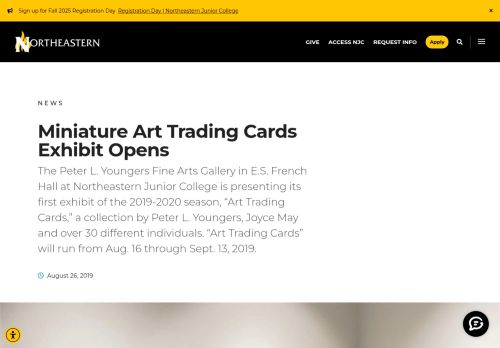 Sign up for Fall 2025 Registration Day Registration Day | Northeastern Junior College
×
NORTHEASTERN
GIVE ACCESS NJC REQUEST INFO Apply
NEWS
Miniature Art Trading Cards
Exhibit Opens
The Peter L. Youngers Fine Arts Gallery in E.S. French
Hall at Northeastern Junior College is presenting its
first exhibit of the 2019-2020 season, “Art Trading
Cards,” a collection by Peter L. Youngers, Joyce May
and over 30 different individuals. “Art Trading Cards”
will run from Aug. 16 through Sept. 13, 2019.
August 26, 2019